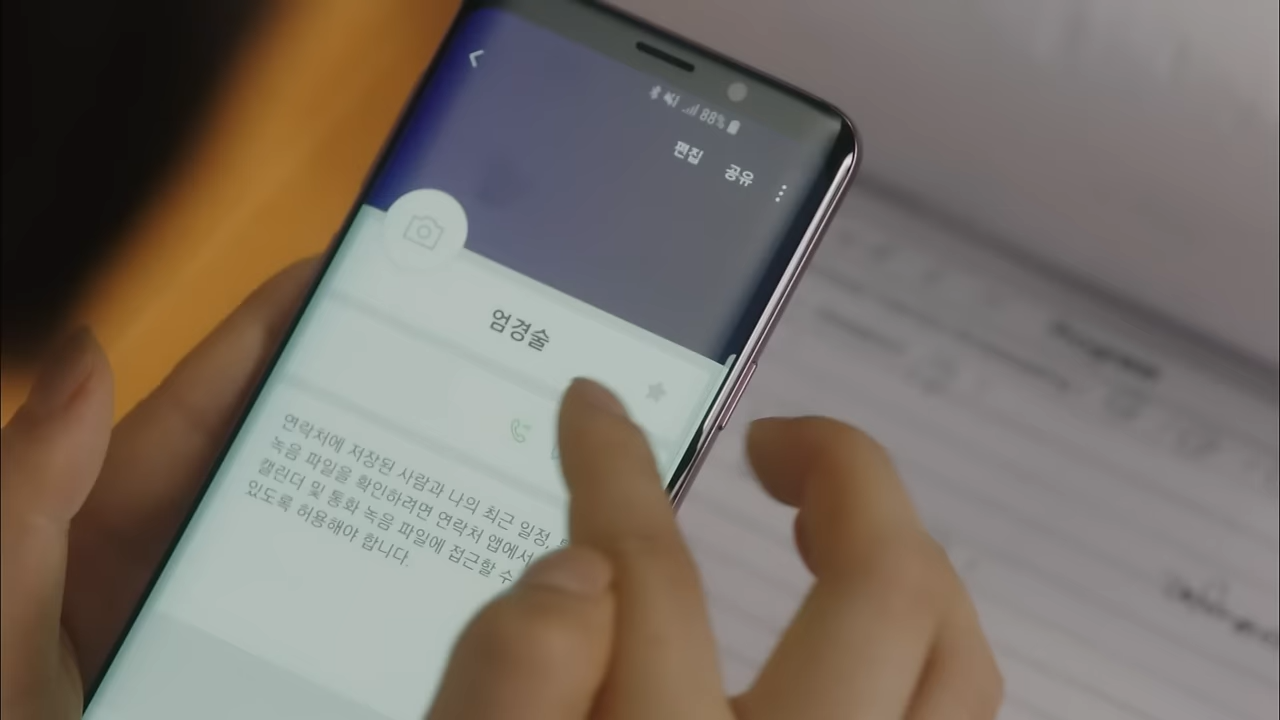 88%
편집 공유
엄경술
연락처에 저장된 사람과 나의 최근 일정,
녹음 파일을 확인하려면 연락처 앱에서
캘린더 및 통화 녹음 파일에 접근할 수
있도록 허용해야 합니다.